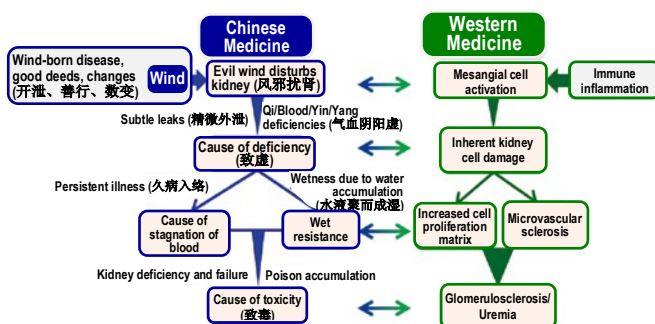 Chinese
Medicine
Western
Medicine
Wind-born disease,
good deeds, changes
(开泄、善行、数变)
Wind
Evil wind disturbs
kidney (风邪扰肾)
Mesangial cell
activation
Immune
inflammation
Subtle leaks (精微外泄)
Qi/Blood/Yin/Yang
deficiencies (气血阴阳虚)
Cause of deficiency
(致虚)
Inherent kidney
cell damage
Persistent illness (久病入络)
Wetness due to water
accumulation
(水液聚而成湿)
Cause of
stagnation of
blood
Wet
resistance
Increased cell
proliferation
matrix
Microvascular
sclerosis
Kidney deficiency and failure
Poison accumulation
Cause of toxicity
(致毒)
Glomerulosclerosis/
Uremia